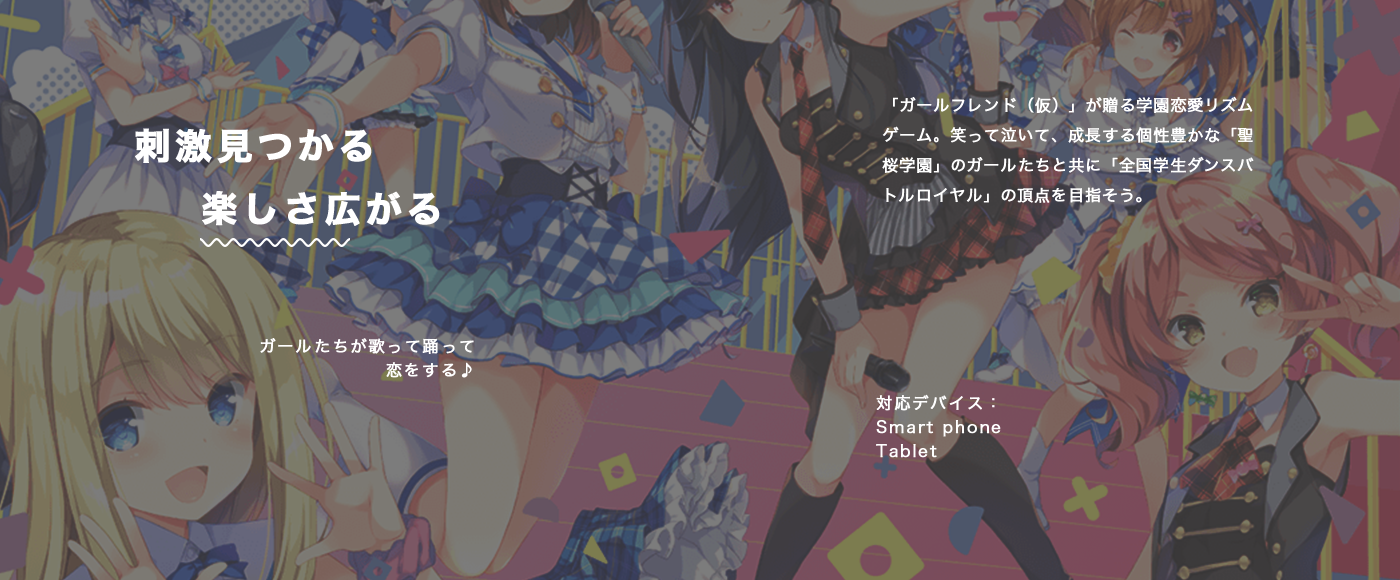 刺激見つかる
楽しさ広がる
ガールたちが歌って踊って
恋をする♪
「ガールフレンド（仮）」が贈る学園恋愛リズム
ゲーム。笑って泣いて、成長する個性豊かな「聖
桜学園」のガールたちと共に「全国学生ダンスバ
トルロイヤル」の頂点を目指そう。
対応デバイス：
Smart phone
Tablet